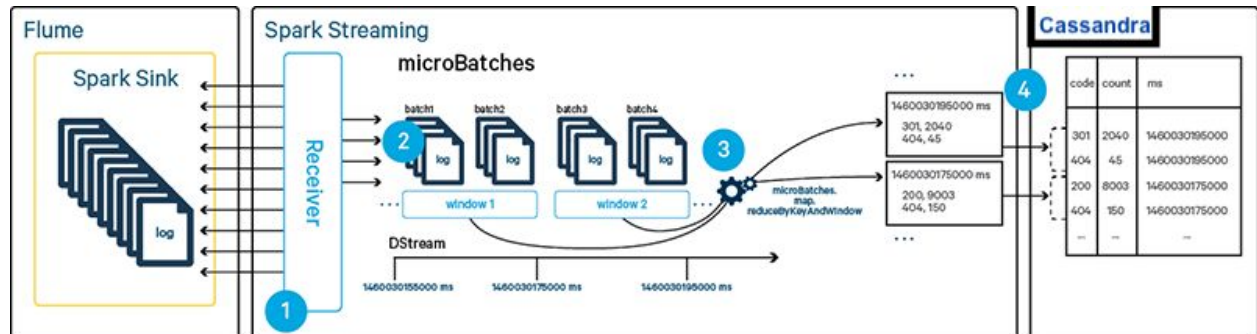 Flume
Spark Sink
log
Spark Streaming
Receiver
1
microBatches
batch1
batch2
batch3
batch4
2
log
log
log
log
...
window 1
window 2
...
3
microBatches.
map.
reduceByKeyAndWindow
DStream
1460030155000 ms
1460030175000 ms
1460030195000 ms
...
1460030195000 ms
301, 2040
404, 45
1460030175000 ms
200, 9003
404, 150
...
4
Cassandra
code count ms
301 2040 1460030195000
404 45 1460030195000
200 8003 1460030175000
404 150 1460030175000
... ... ...